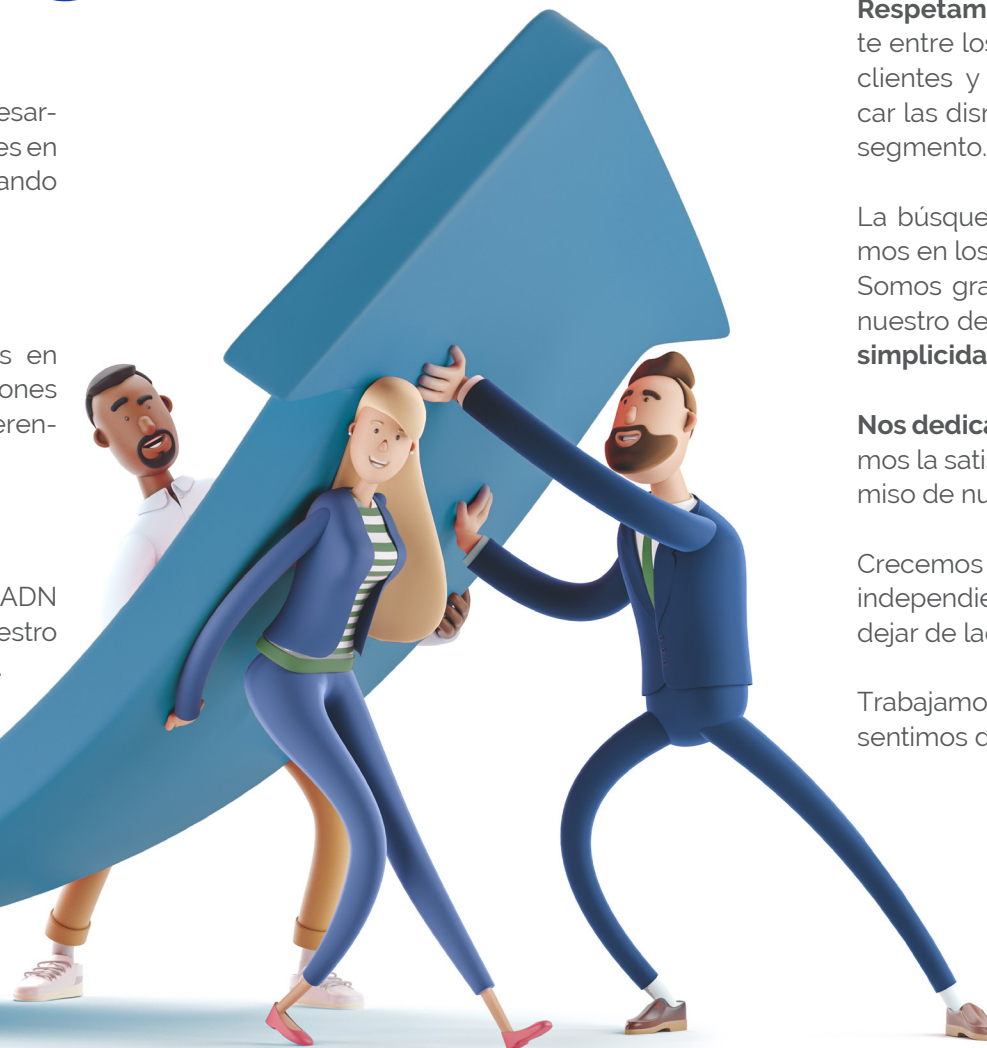 esar-
es en
ando
s en
ones
eren-
ADN
estro
.
Respetam
te entre los
clientes y
car las disr
segmento.
La búsque
mos en los
Somos gra
nuestro de
simplicida
Nos dedica
mos la satis
miso de nu
Crecemos
independie
dejar de lad
Trabajamo
sentimos d